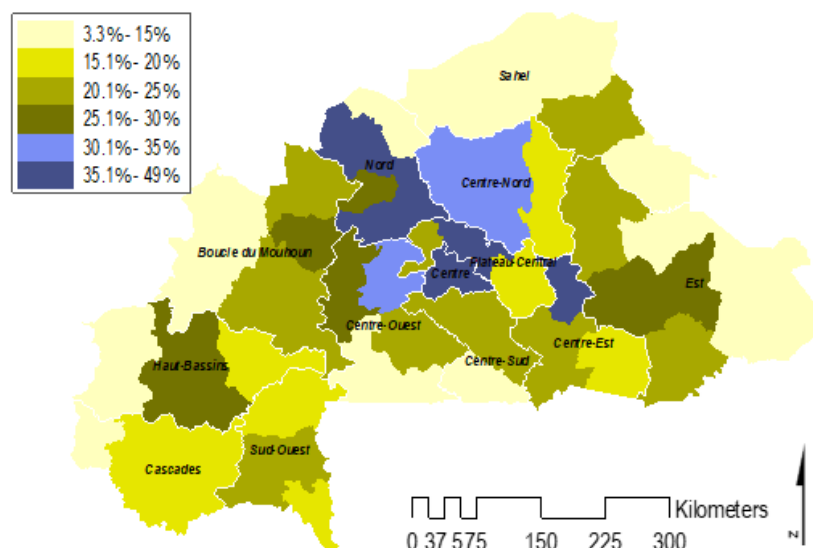 3.3%- 15%
15.1%- 20%
20.1%- 25%
25.1%- 30%
30.1%- 35%
35.1%- 49%
Sahel
Nord
Centre-Nord
Boucle du Mouhoun
Plateau-Central
Centre
Est
Centre-Ouest
Centre-Est
Centre-Sud
Haut-Bassins
Sud-Ouest
Cascades
Kilometers
0 37 575 150 225 300
N